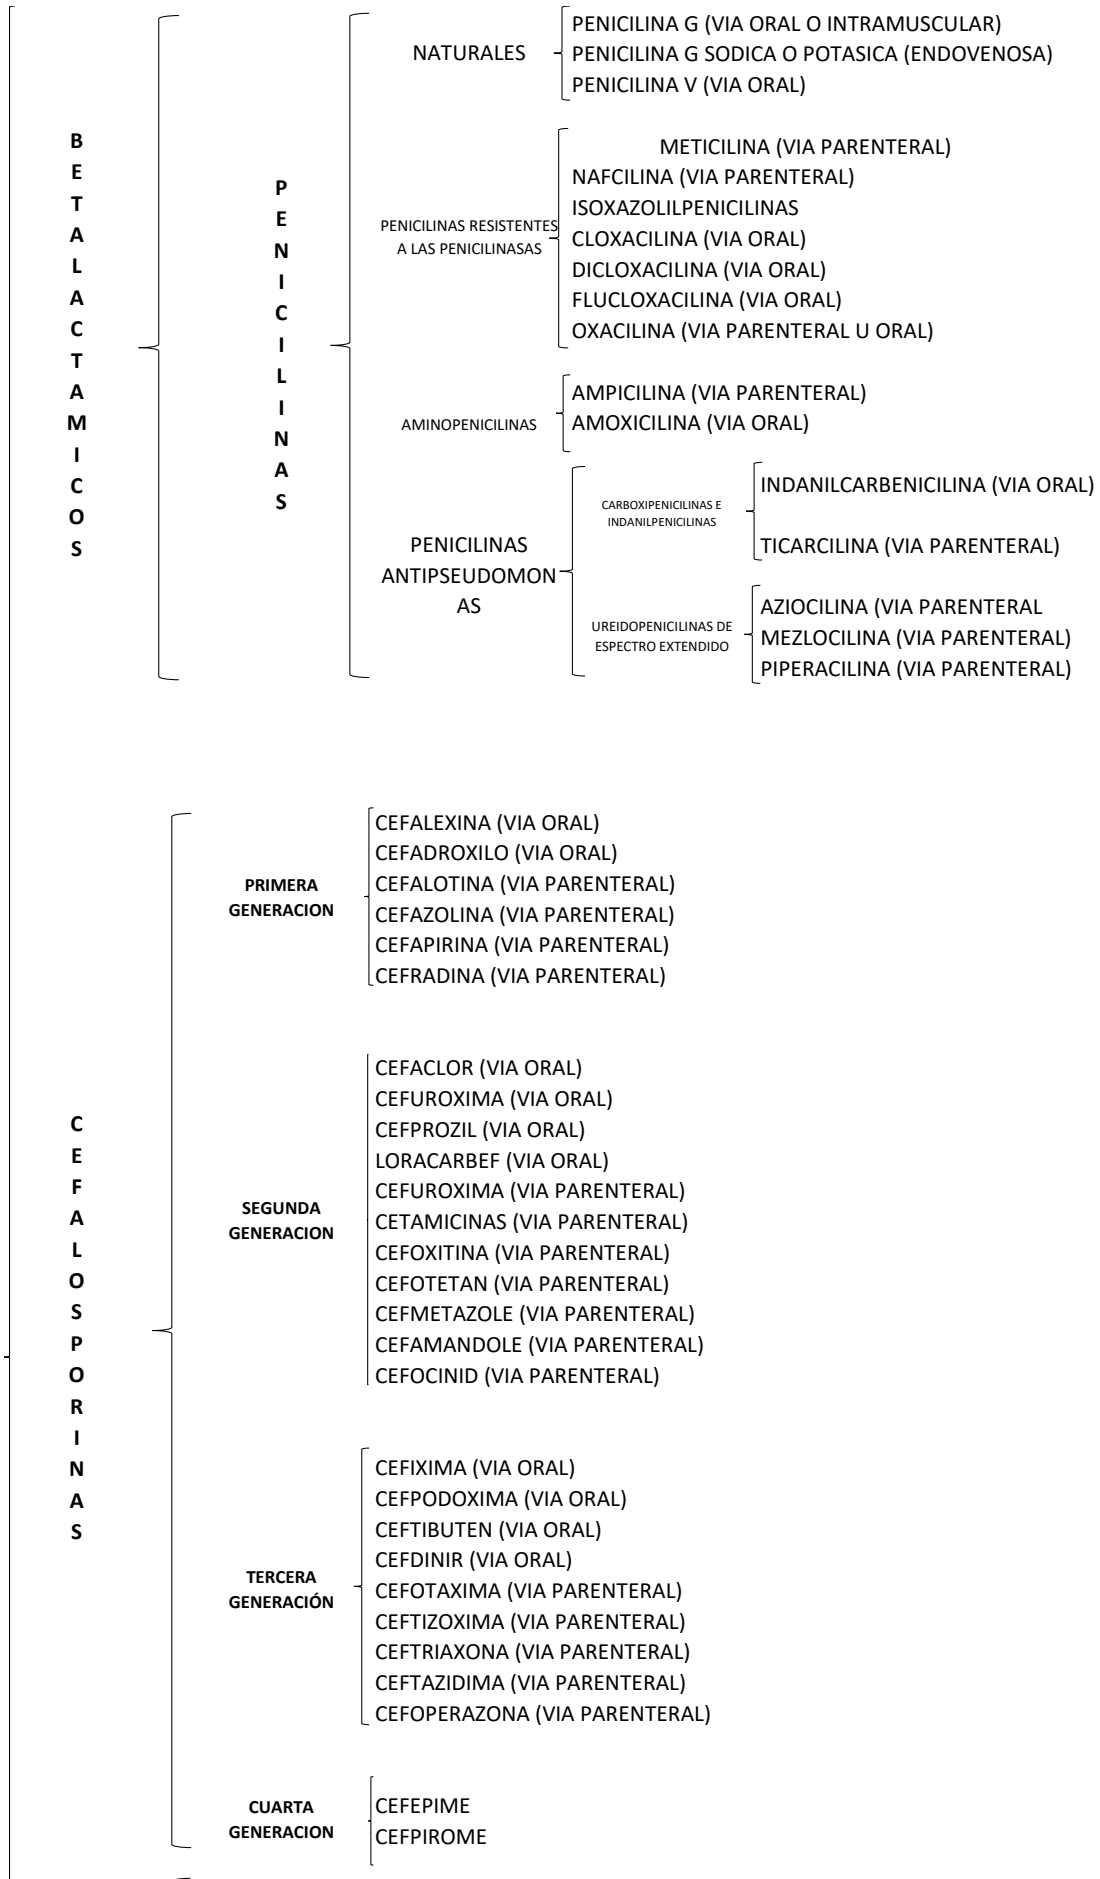 BETALACTAMICOS
PENICILINAS
NATURALES
PENICILINA G (VIA ORAL O INTRAMUSCULAR)
PENICILINA G SODICA O POTASICA (ENDOVENOSA)
PENICILINA V (VIA ORAL)
PENICILINAS RESISTENTES
A LAS PENICILINASAS
METICILINA (VIA PARENTERAL)
NAFCILINA (VIA PARENTERAL)
ISOXAZOLILPENICILINAS
CLOXACILINA (VIA ORAL)
DICLOXACILINA (VIA ORAL)
FLUCLOXACILINA (VIA ORAL)
OXACILINA (VIA PARENTERAL U ORAL)
AMINOPENICILINAS
AMPICILINA (VIA PARENTERAL)
AMOXICILINA (VIA ORAL)
PENICILINAS
ANTIPSEUDOMON
AS
CARBOXIPENICILINAS E
INDANILPENICILINAS
INDANILCARBENICILINA (VIA ORAL)
TICARCILINA (VIA PARENTERAL)
UREIDOPENICILINAS DE
ESPECTRO EXTENDIDO
AZIOCILINA (VIA PARENTERAL
MEZLOCILINA (VIA PARENTERAL)
PIPERACILINA (VIA PARENTERAL)
CEFALOSPORINAS
PRIMERA
GENERACION
CEFALEXINA (VIA ORAL)
CEFADROXILO (VIA ORAL)
CEFALOTINA (VIA PARENTERAL)
CEFAZOLINA (VIA PARENTERAL)
CEFAPIRINA (VIA PARENTERAL)
CEFRADINA (VIA PARENTERAL)
SEGUNDA
GENERACION
CEFACLOR (VIA ORAL)
CEFUROXIMA (VIA ORAL)
CEFPROZIL (VIA ORAL)
LORACARBEF (VIA ORAL)
CEFUROXIMA (VIA PARENTERAL)
CETAMICINAS (VIA PARENTERAL)
CEFOXITINA (VIA PARENTERAL)
CEFOTETAN (VIA PARENTERAL)
CEFMETAZOLE (VIA PARENTERAL)
CEFAMANDOLE (VIA PARENTERAL)
CEFOCINID (VIA PARENTERAL)
TERCERA
GENERACIÓN
CEFIXIMA (VIA ORAL)
CEFPODOXIMA (VIA ORAL)
CEFTIBUTEN (VIA ORAL)
CEFDINIR (VIA ORAL)
CEFOTAXIMA (VIA PARENTERAL)
CEFTIZOXIMA (VIA PARENTERAL)
CEFTRIAXONA (VIA PARENTERAL)
CEFTAZIDIMA (VIA PARENTERAL)
CEFOPERAZONA (VIA PARENTERAL)
CUARTA
GENERACION
CEFEPIME
CEFPIROME